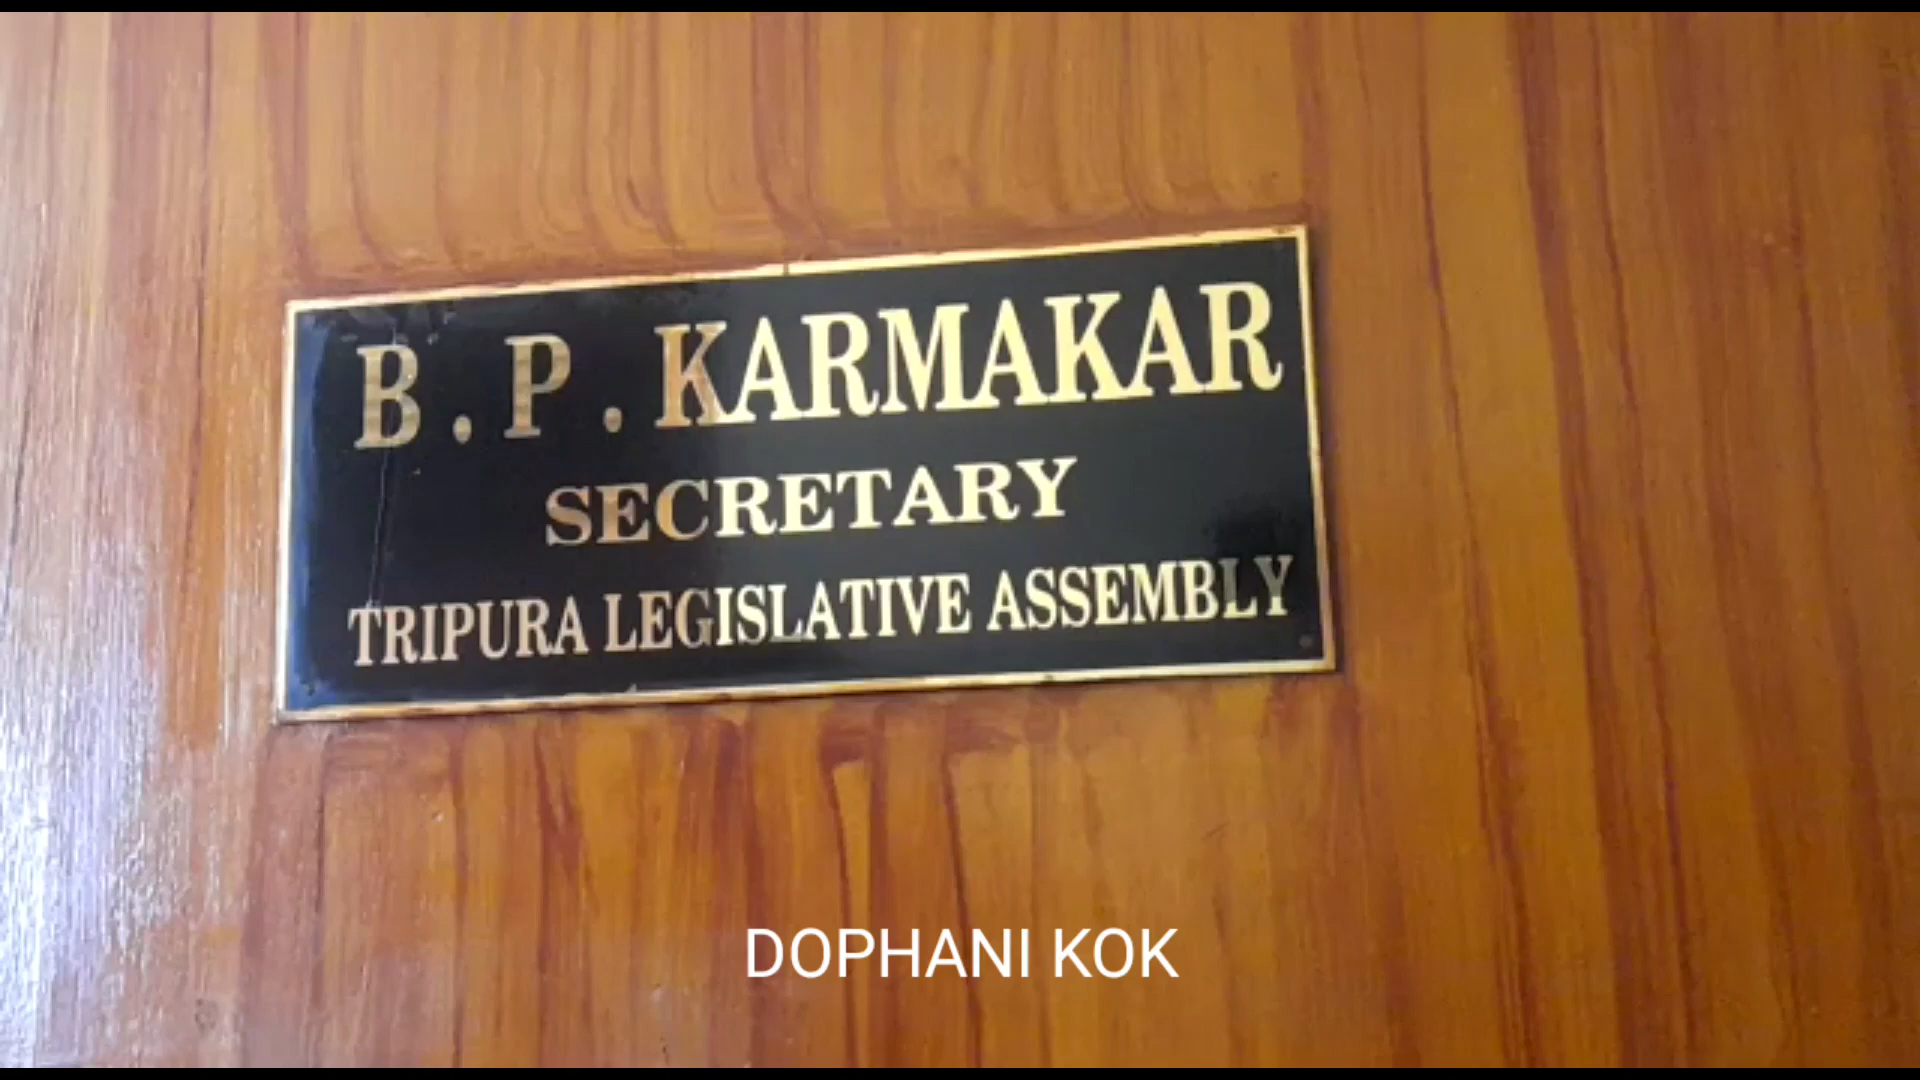 B. P. KARMAKAR
SECRETARY
TRIPURA LEGISLATIVE ASSEMBLY
DOPHANI KOK